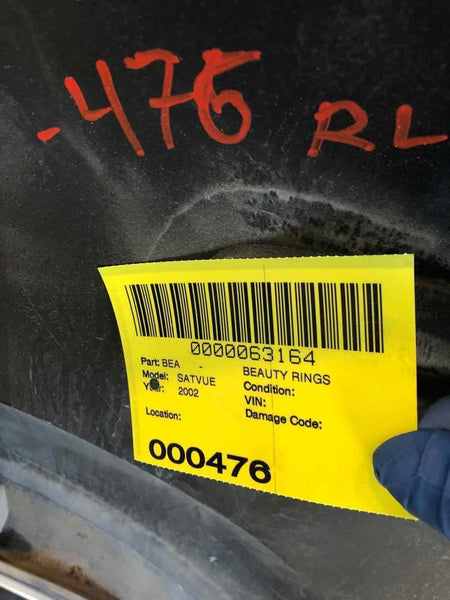 -476 RL
0000063164
Part: BEA BEAUTY RINGS
Model: SATVUE Condition:
Year: 2002 VIN:
Location: Damage Code:
000476